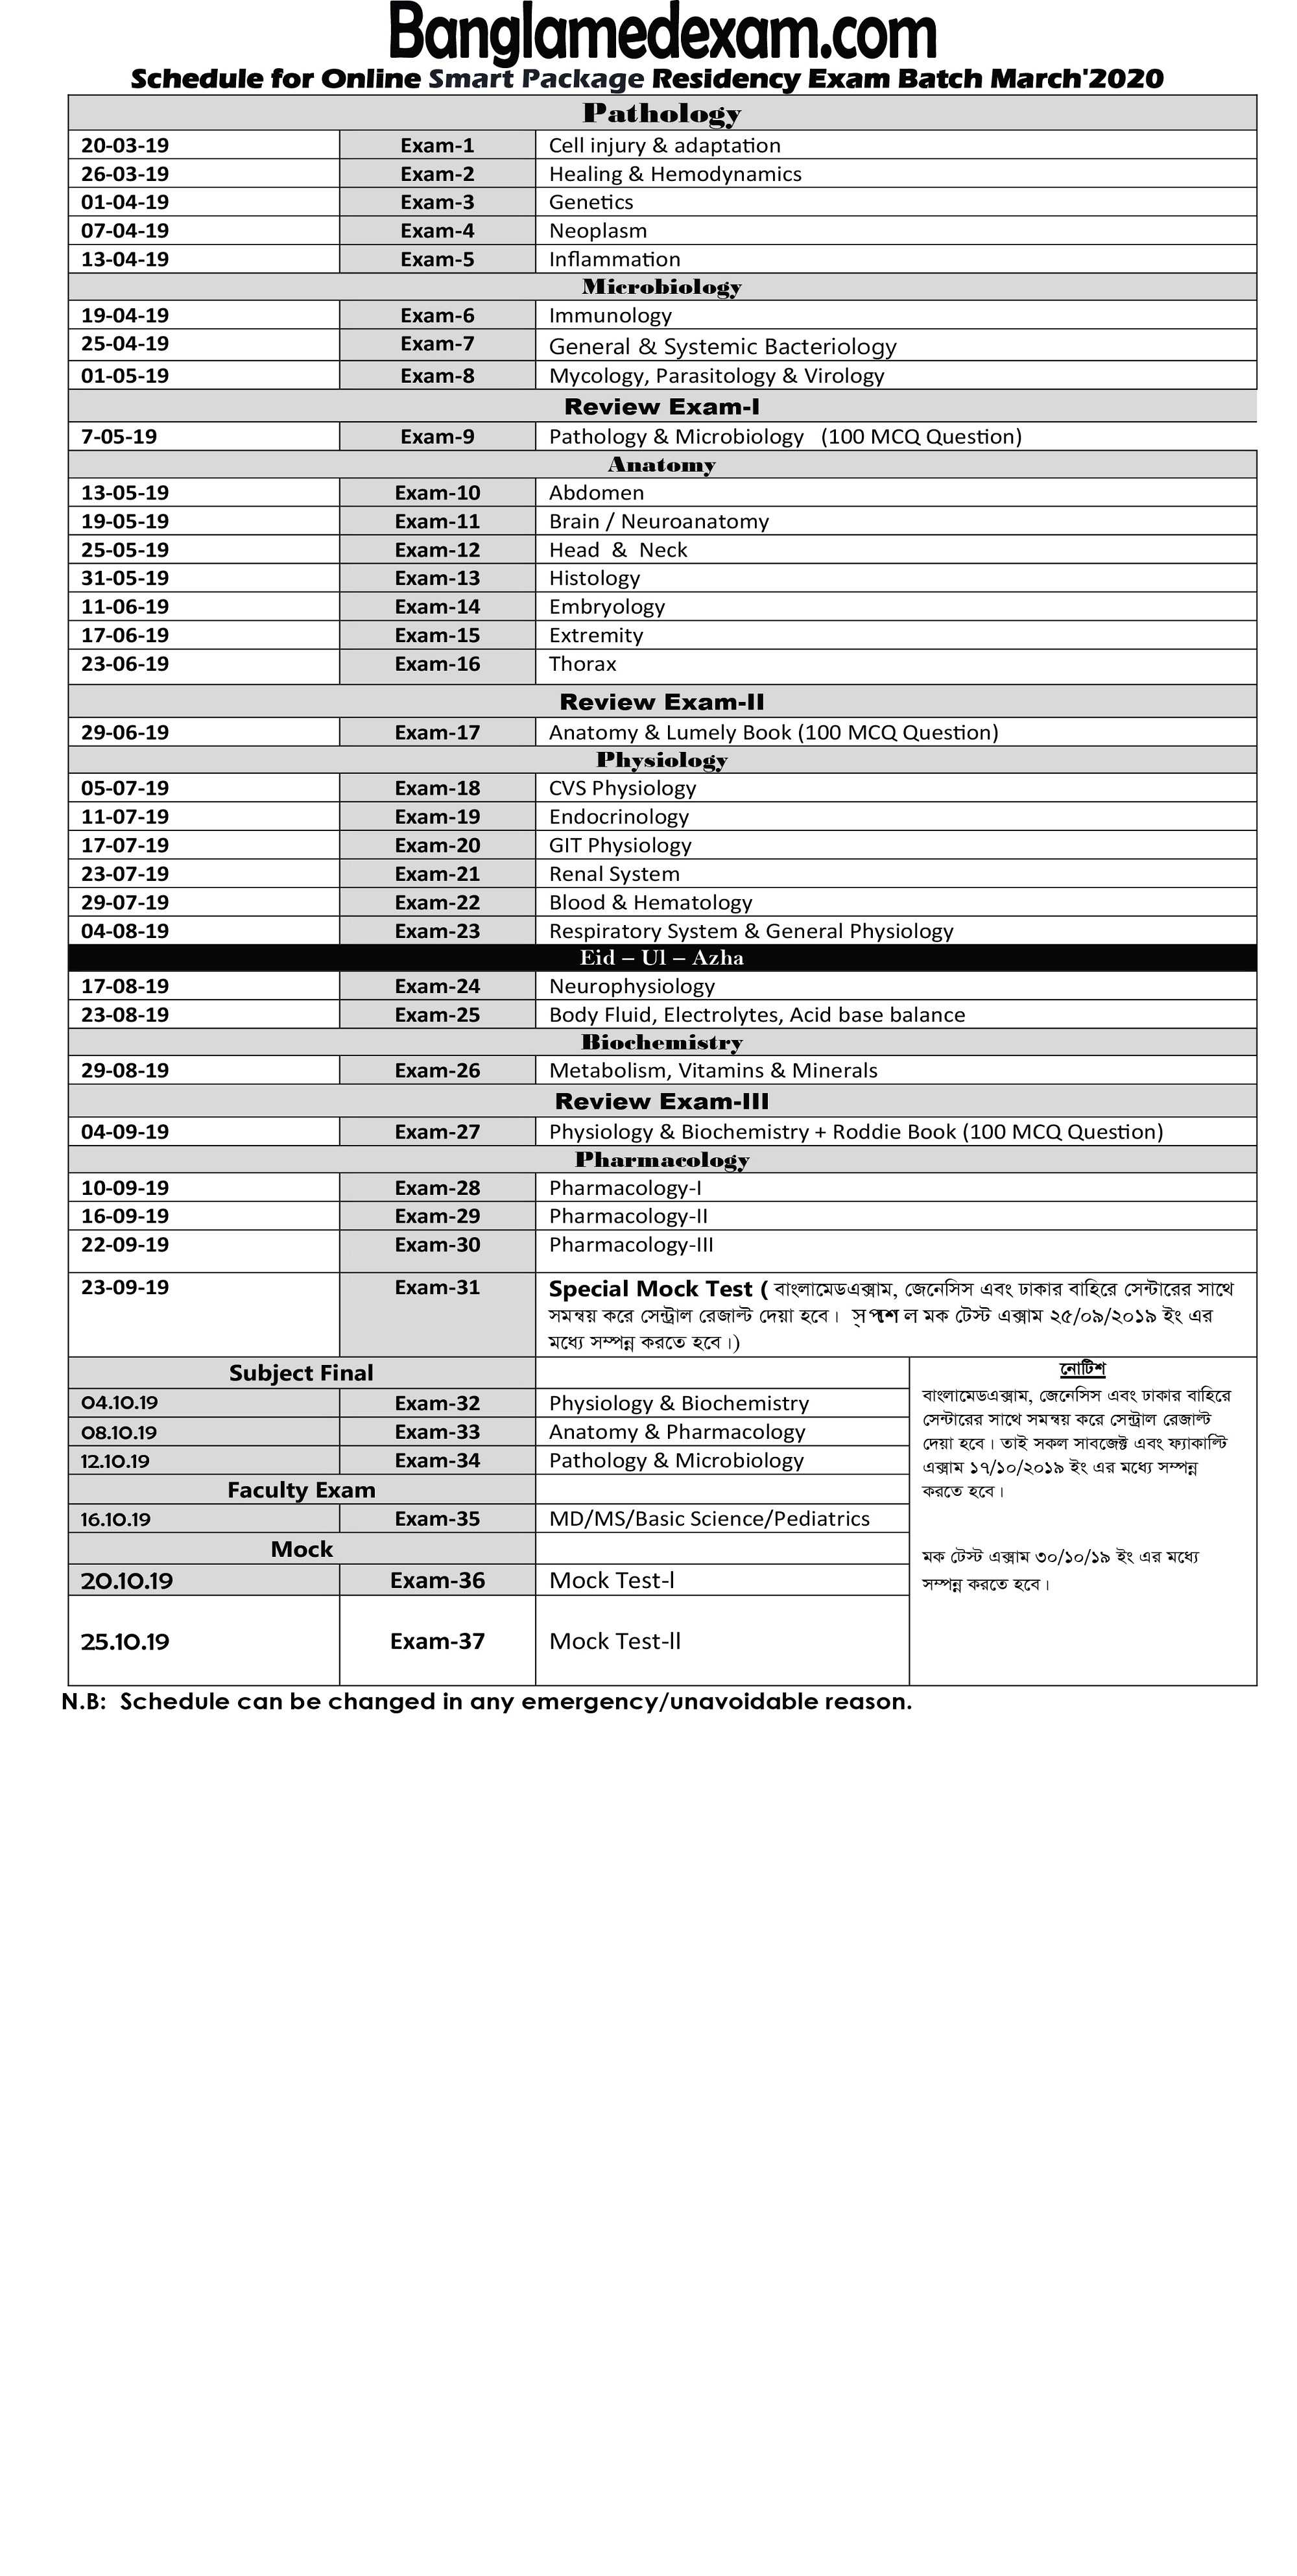 Banglamedexam.com
Schedule for Online Smart Package Residency Exam Batch March'2020
Pathology
20-03-19 Exam-1 Cell injury & adaptation
26-03-19 Exam-2 Healing & Hemodynamics
01-04-19 Exam-3 Genetics
07-04-19 Exam-4 Neoplasm
13-04-19 Exam-5 Inflammation
Microbiology
19-04-19 Exam-6 Immunology
25-04-19 Exam-7 General & Systemic Bacteriology
01-05-19 Exam-8 Mycology, Parasitology & Virology
Review Exam-I
7-05-19 Exam-9 Pathology & Microbiology (100 MCQ Question)
Anatomy
13-05-19 Exam-10 Abdomen
19-05-19 Exam-11 Brain / Neuroanatomy
25-05-19 Exam-12 Head & Neck
31-05-19 Exam-13 Histology
11-06-19 Exam-14 Embryology
17-06-19 Exam-15 Extremity
23-06-19 Exam-16 Thorax
Review Exam-II
29-06-19 Exam-17 Anatomy & Lumely Book (100 MCQ Question)
Physiology
05-07-19 Exam-18 CVS Physiology
11-07-19 Exam-19 Endocrinology
17-07-19 Exam-20 GIT Physiology
23-07-19 Exam-21 Renal System
29-07-19 Exam-22 Blood & Hematology
04-08-19 Exam-23 Respiratory System & General Physiology
Eid – Ul – Azha
17-08-19 Exam-24 Neurophysiology
23-08-19 Exam-25 Body Fluid, Electrolytes, Acid base balance
Biochemistry
29-08-19 Exam-26 Metabolism, Vitamins & Minerals
Review Exam-III
04-09-19 Exam-27 Physiology & Biochemistry + Roddie Book (100 MCQ Question)
Pharmacology
10-09-19 Exam-28 Pharmacology-I
16-09-19 Exam-29 Pharmacology-II
22-09-19 Exam-30 Pharmacology-III
23-09-19 Exam-31 Special Mock Test ( বাংলামেডএক্সাম, জেনেসিস এবং ঢাকার বাহিরে সেন্টারের সাথে
সমন্বয় করে সেন্ট্রাল রেজাল্ট দেয়া হবে। মক টেস্ট এক্সাম ২৫/০৯/২০১৯ ইং এর
মধ্যে সম্পন্ন করতে হবে।)
Subject Final
04.10.19 Exam-32 Physiology & Biochemistry
08.10.19 Exam-33 Anatomy & Pharmacology
12.10.19 Exam-34 Pathology & Microbiology
Faculty Exam
16.10.19 Exam-35 MD/MS/Basic Science/Pediatrics
Mock
20.10.19 Exam-36 Mock Test-l
25.10.19 Exam-37 Mock Test-ll
নোটিশ
বাংলামেডএক্সাম, জেনেসিস এবং ঢাকার বাহিরে
সেন্টারের সাথে সমন্বয় করে সেন্ট্রাল রেজাল্ট
দেয়া হবে। তাই সকল সাবজেক্ট এবং ফ্যাকাল্টি
এক্সাম ১৭/১০/২০১৯ ইং এর মধ্যে সম্পন্ন
করতে হবে।
মক টেস্ট এক্সাম ৩০/১০/১৯ ইং এর মধ্যে
সম্পন্ন করতে হবে।
N.B: Schedule can be changed in any emergency/unavoidable reason.